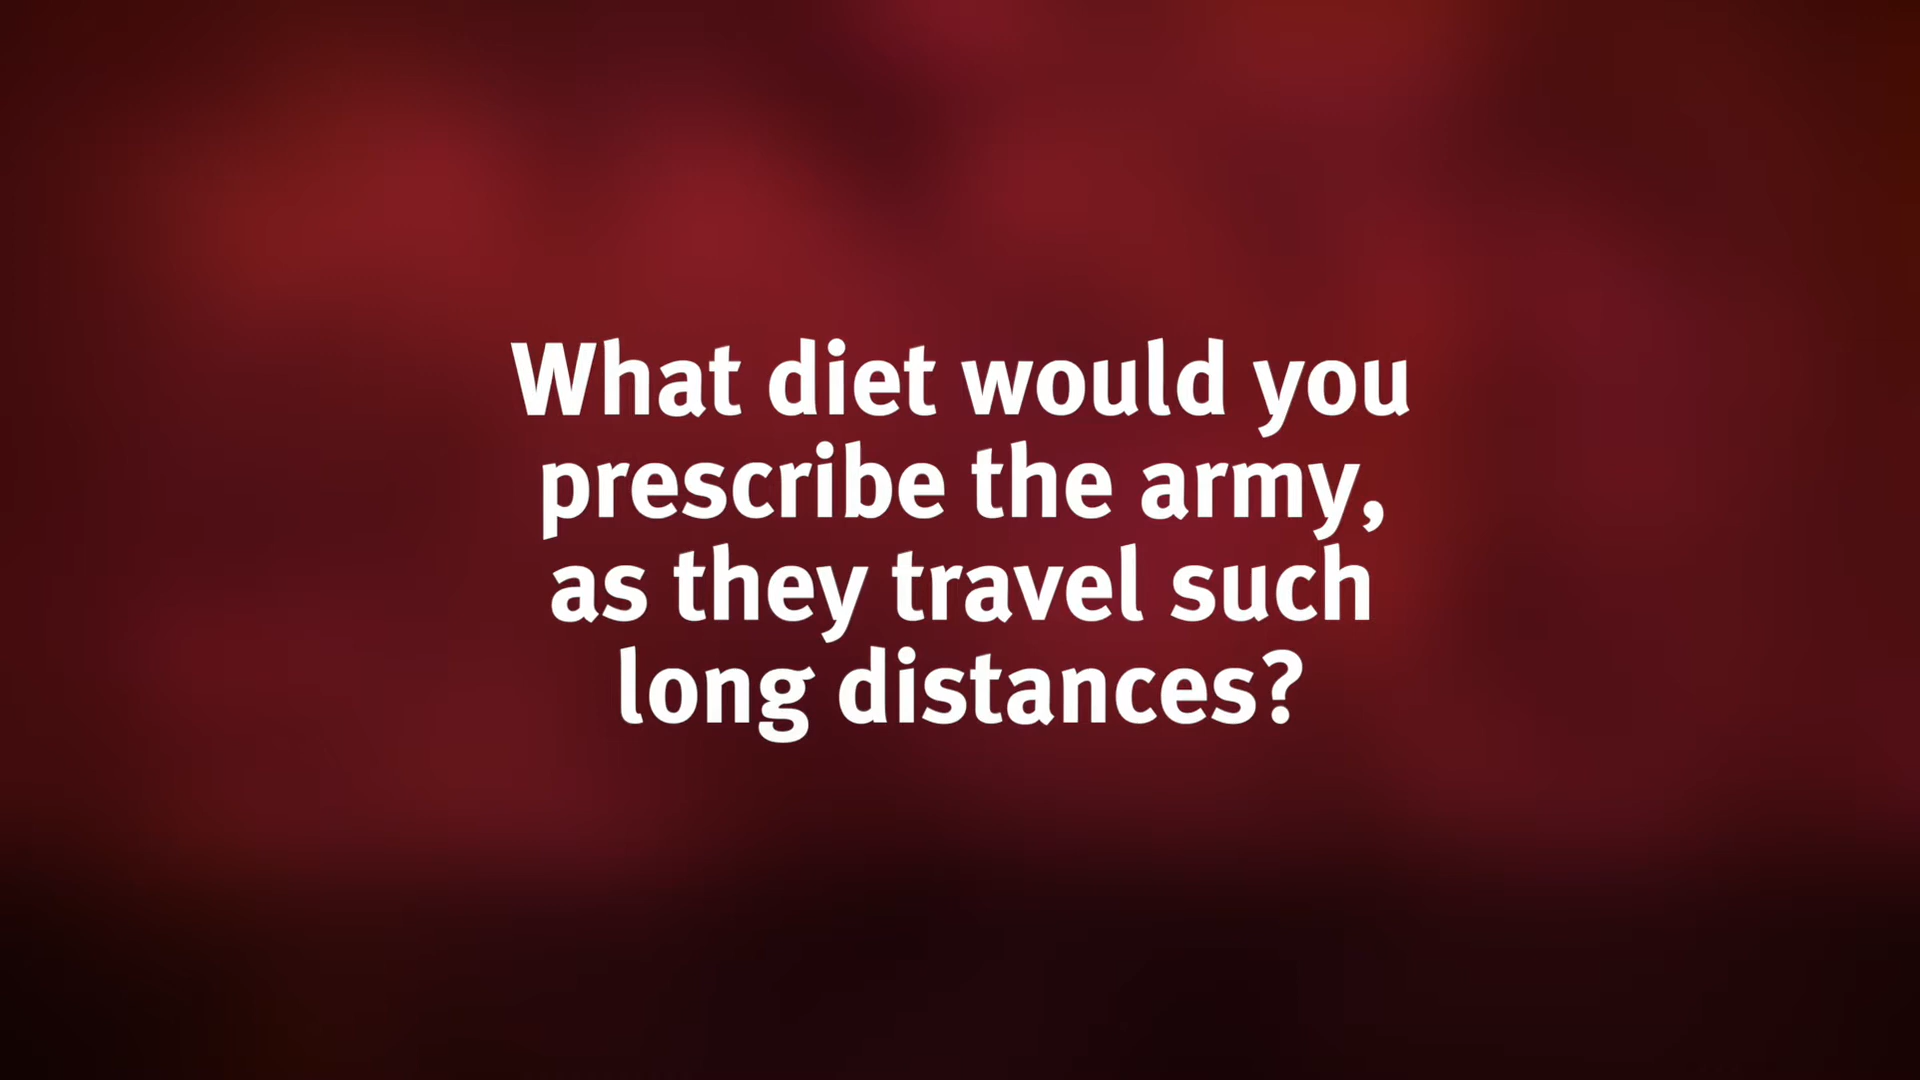 What diet would you
prescribe the army,
as they travel such
long distances?